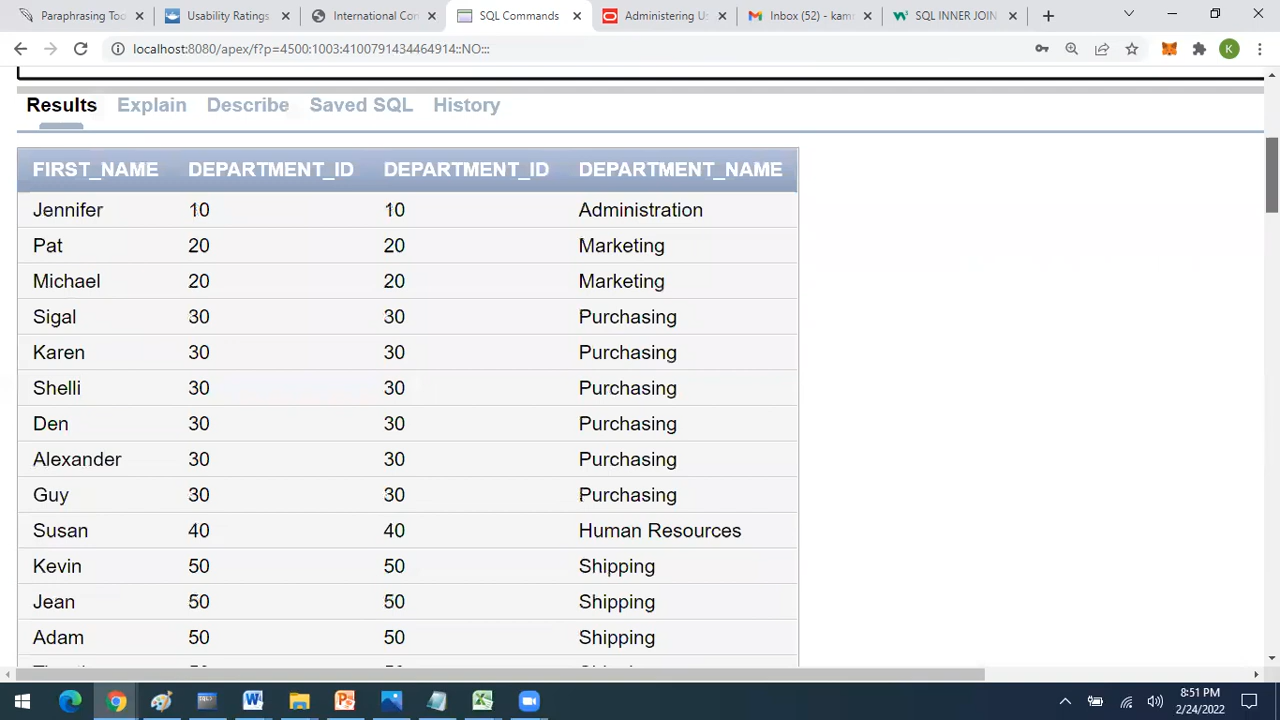 Paraphrasing Too
Usability Ratings
International Con
SQL Commands
Administering Us
Inbox (52) - kamr
SQL INNER JOIN
localhost:8080/apex/f?p=4500:1003:4100791434464914::NO:::
K
Results Explain Describe Saved SQL History
FIRST_NAME DEPARTMENT_ID DEPARTMENT_ID DEPARTMENT_NAME
Jennifer 10 10 Administration
Pat 20 20 Marketing
Michael 20 20 Marketing
Sigal 30 30 Purchasing
Karen 30 30 Purchasing
Shelli 30 30 Purchasing
Den 30 30 Purchasing
Alexander 30 30 Purchasing
Guy 30 30 Purchasing
Susan 40 40 Human Resources
Kevin 50 50 Shipping
Jean 50 50 Shipping
Adam 50 50 Shipping
8:51 PM
2/24/2022